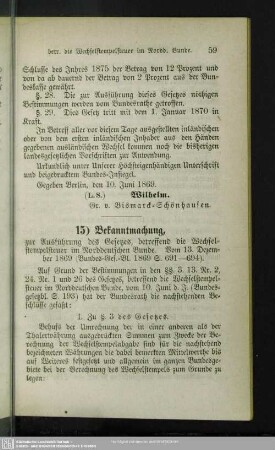 betr. die Wechselstempelsteuer im Nordd. Bunde. 59
Schlusse des Jahres 1875 der Betrag von 12 Prozent und
von da ab dauernd der Betrag von 2 Prozent aus der Bun-
deskasse gewährt.
§. 28. Die zur Ausführung dieses Gesetzes nöthigen
Bestimmungen werden vom Bundesrathe getroffen.
§. 29. Dies Gesetz tritt mit dem 1. Januar 1870 in
Kraft.
In Betreff aller vor diesem Tage ausgestellten inländischen
oder von dem ersten inländischen Inhaber aus den Händen
gegebenen ausländischen Wechsel kommen noch die bisherigen
landesgesetzlichen Vorschriften zur Anwendung.
Urkundlich unter Unserer Höchsteigenhändigen Unterschrift
und beigedrucktem Bundes-Insiegel.
Gegeben Berlin, den 10. Juni 1869.
(L. S.) Wilhelm.
Gr. v. Bismarck-Schönhausen.
15) Bekanntmachung,
zur Ausführung des Gesetzes, betreffend die Wechsel-
stempelsteuer im Norddeutschen Bunde. Vom 13. Dezem-
ber 1869 (Bundes-Ges.-Bl. 1869 S. 691—694).
Auf Grund der Bestimmungen in den §§. 3. 13. Nr. 2,
24. Nr. 1 und 26 des Gesetzes, betreffend die Wechselstempel-
steuer im Norddeutschen Bunde, vom 10. Juni d. J. (Bundes-
gesetzbl. S. 193) hat der Bundesrath die nachstehenden Be-
schlüsse gefaßt:
I. Zu §. 3 des Gesetzes.
Behufs der Umrechnung der in einer anderen als der
Thalerwährung ausgedrückten Summen zum Zwecke der Be-
rechnung der Wechselstempelabgabe sind für die nachstehend
bezeichneten Währungen die dabei bemerkten Mittelwerthe bis
auf Weiteres festgesetzt und allgemein im ganzen Bundesge-
biete bei der Berechnung des Wechselstempels zum Grunde zu
legen: